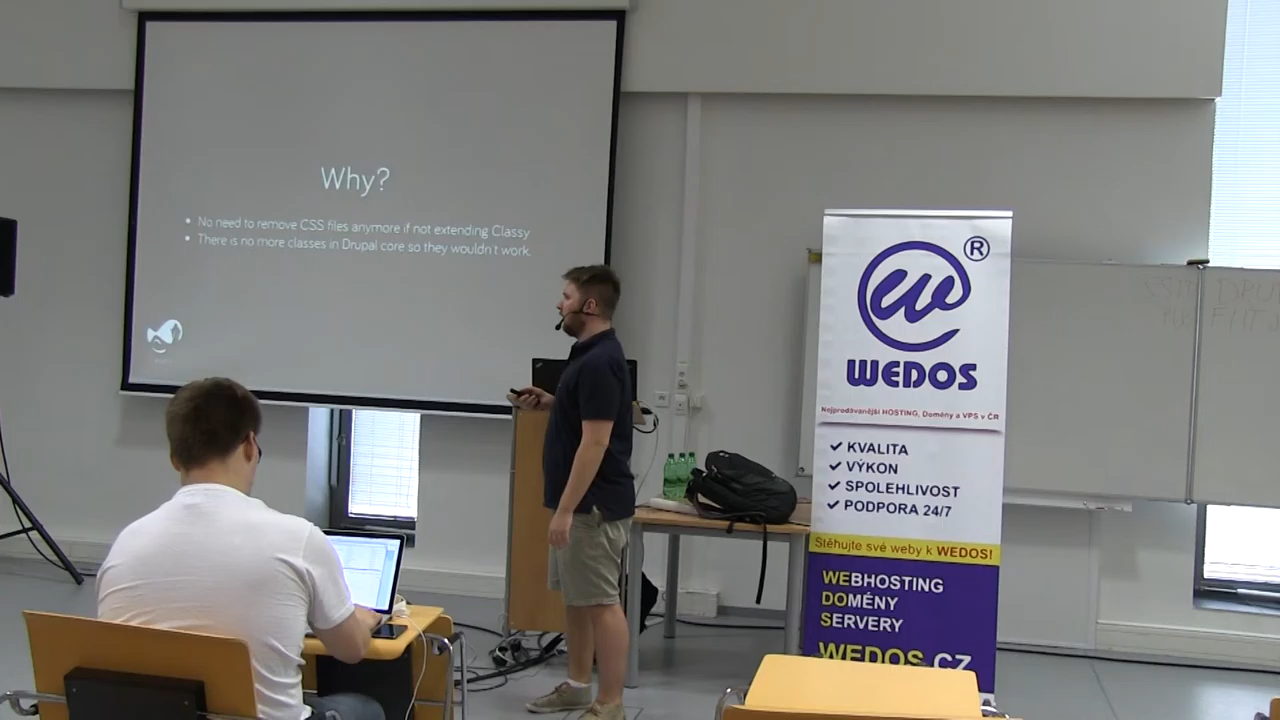 Why?
• No need to remove CSS files anymore if not extending Classy
• There is no more classes in Drupal core so they wouldn't work.
w ®
WEDOS
Nejprodávanější HOSTING, Domény a VPS v ČR
✓ KVALITA
✓ VÝKON
✓ SPOLEHLIVOST
✓ PODPORA 24/7
Stěhujte své weby k WEDOS!
WEBHOSTING
DOMÉNY
SERVERY
WEDOS.CZ